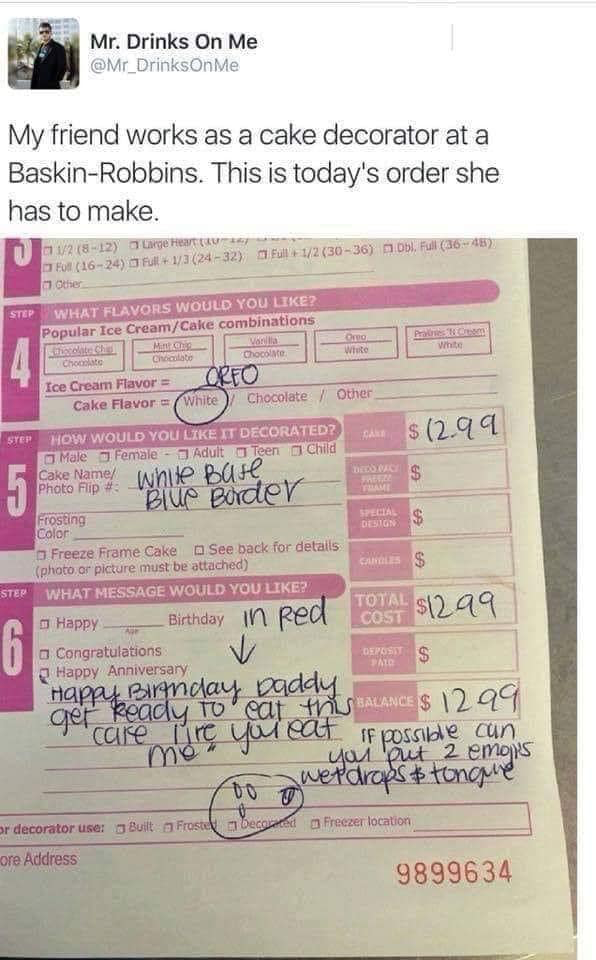 Mr. Drinks On Me
@Mr_DrinksOnMe
My friend works as a cake decorator at a
Baskin-Robbins. This is today's order she
has to make.
1/2 (8-12) Large Heart
Full (16-24) Full + 1/3 (24-32) Full + 1/2 (30-36) Dbl. Full (36-48)
Other
STEP 4 WHAT FLAVORS WOULD YOU LIKE?
Popular Ice Cream/Cake combinations
Chocolate Chip Mint Chip Vanilla Oreo Pralines 'N Cream
Chocolate Chocolate Chocolate White White
Ice Cream Flavor = OREO
Cake Flavor = White / Chocolate / Other
STEP 5 HOW WOULD YOU LIKE IT DECORATED? CAKE $ 12.99
Male Female - Adult Teen Child
Cake Name/ White Base DECO PAC/ $
Photo Flip #: Blue Border FREEZE
FRAME
Frosting SPECIAL $
Color DESIGN
Freeze Frame Cake See back for details
(photo or picture must be attached) CANDLES $
STEP 6 WHAT MESSAGE WOULD YOU LIKE?
Happy Birthday in Red TOTAL $12.99
Age COST
Congratulations DEPOSIT $
PAID
Happy Anniversary
Happy Birthday Daddy
get Ready to eat this BALANCE $ 12.99
cake like you eat
me"
IF possible can
you put 2 emojis
wet drops & tongue
or decorator use: Built Frosted Decorated Freezer location
ore Address
9899634